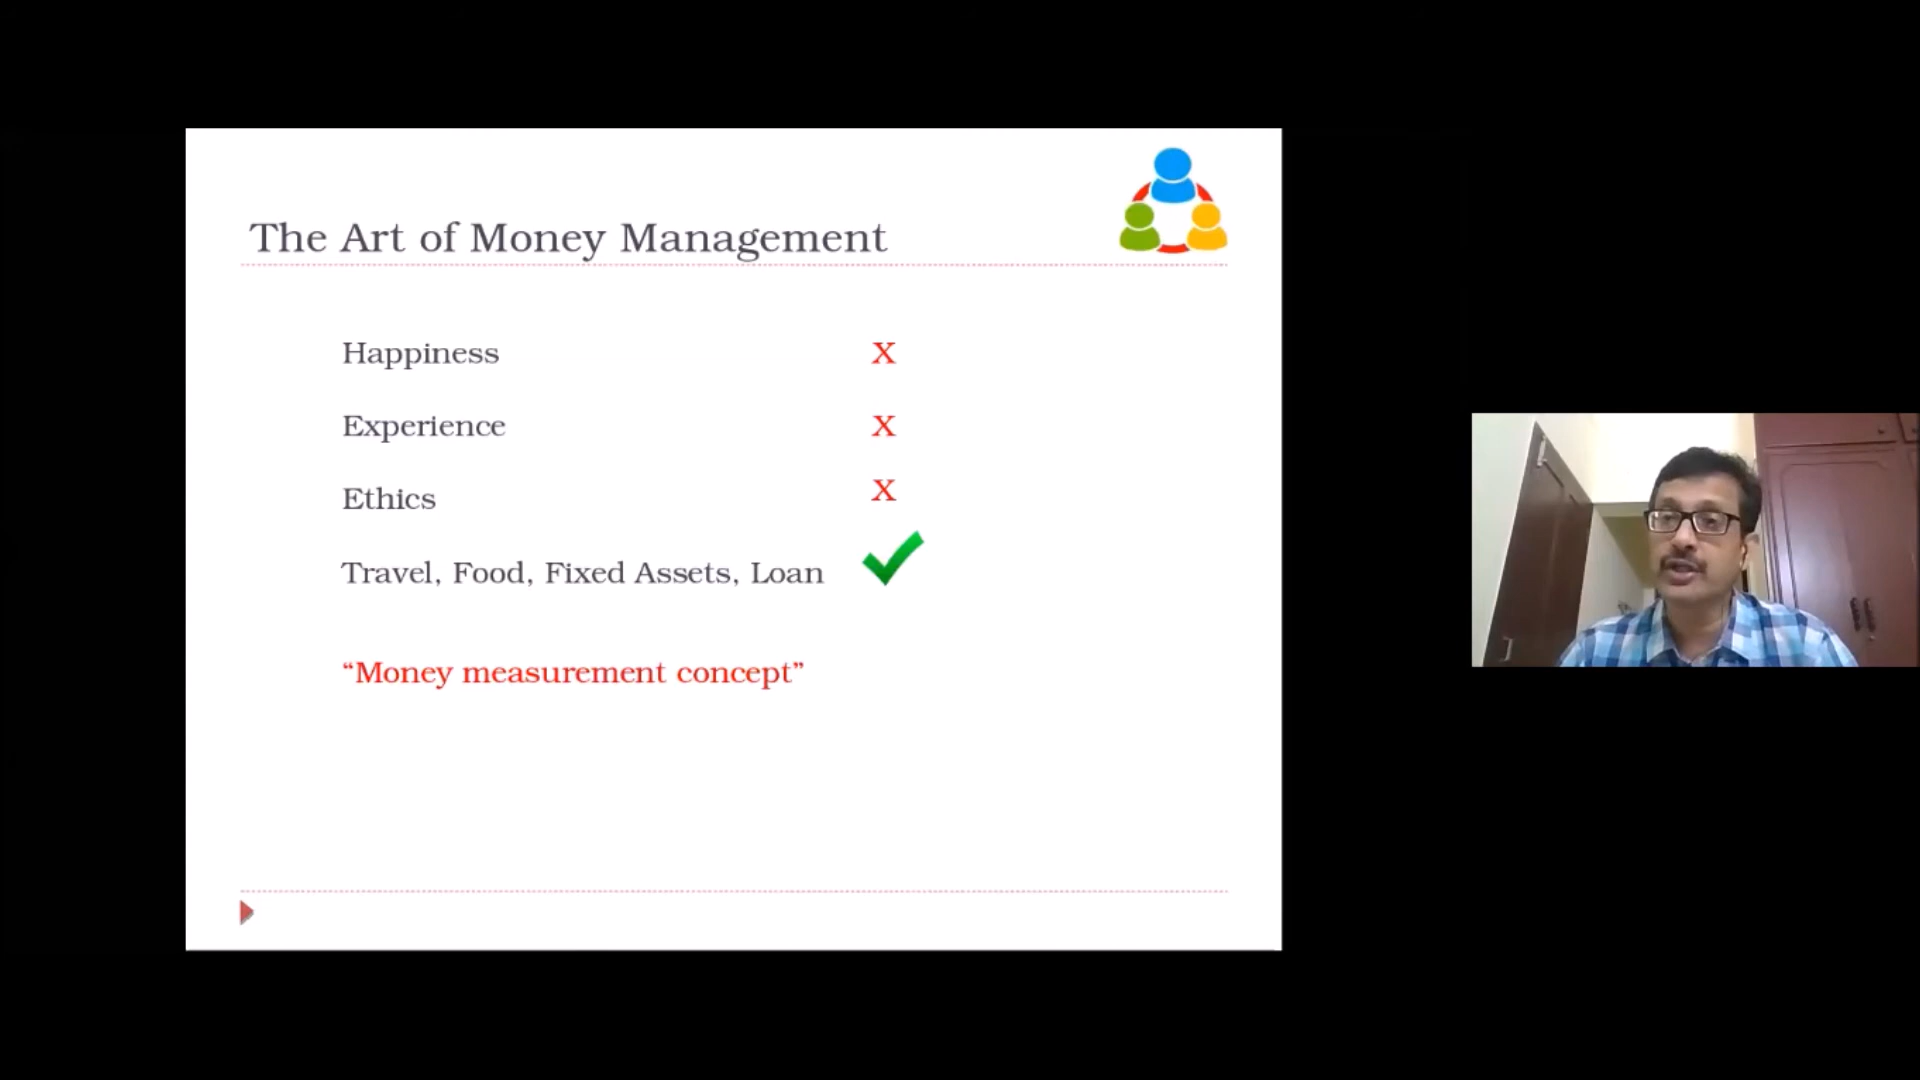 The Art of Money Management
Happiness X
Experience X
Ethics X
Travel, Food, Fixed Assets, Loan
“Money measurement concept”